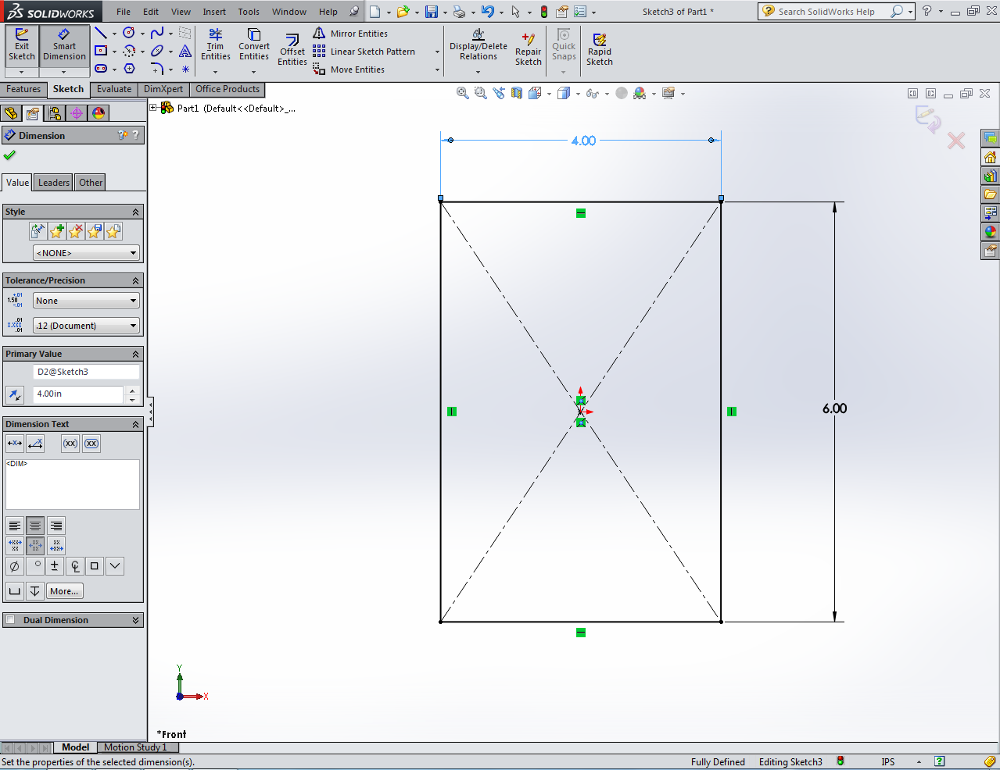 SOLIDWORKS File Edit View Insert Tools Window Help Sketch3 of Part1 * Search SolidWorks Help
Exit Sketch
Smart Dimension
Trim Entities
Convert Entities
Offset Entities
Mirror Entities
Linear Sketch Pattern
Move Entities
Display/Delete Relations
Repair Sketch
Quick Snaps
Rapid Sketch
Features Sketch Evaluate DimXpert Office Products
Part1 (Default<<Default>_...
Dimension
Value Leaders Other
Style
<NONE>
Tolerance/Precision
None
.12 (Document)
Primary Value
D2@Sketch3
4.00in
Dimension Text
(xx) (xx)
<DIM>
More...
Dual Dimension
4.00
6.00
Y
X
*Front
Model Motion Study 1
Set the properties of the selected dimension(s). Fully Defined Editing Sketch3 IPS